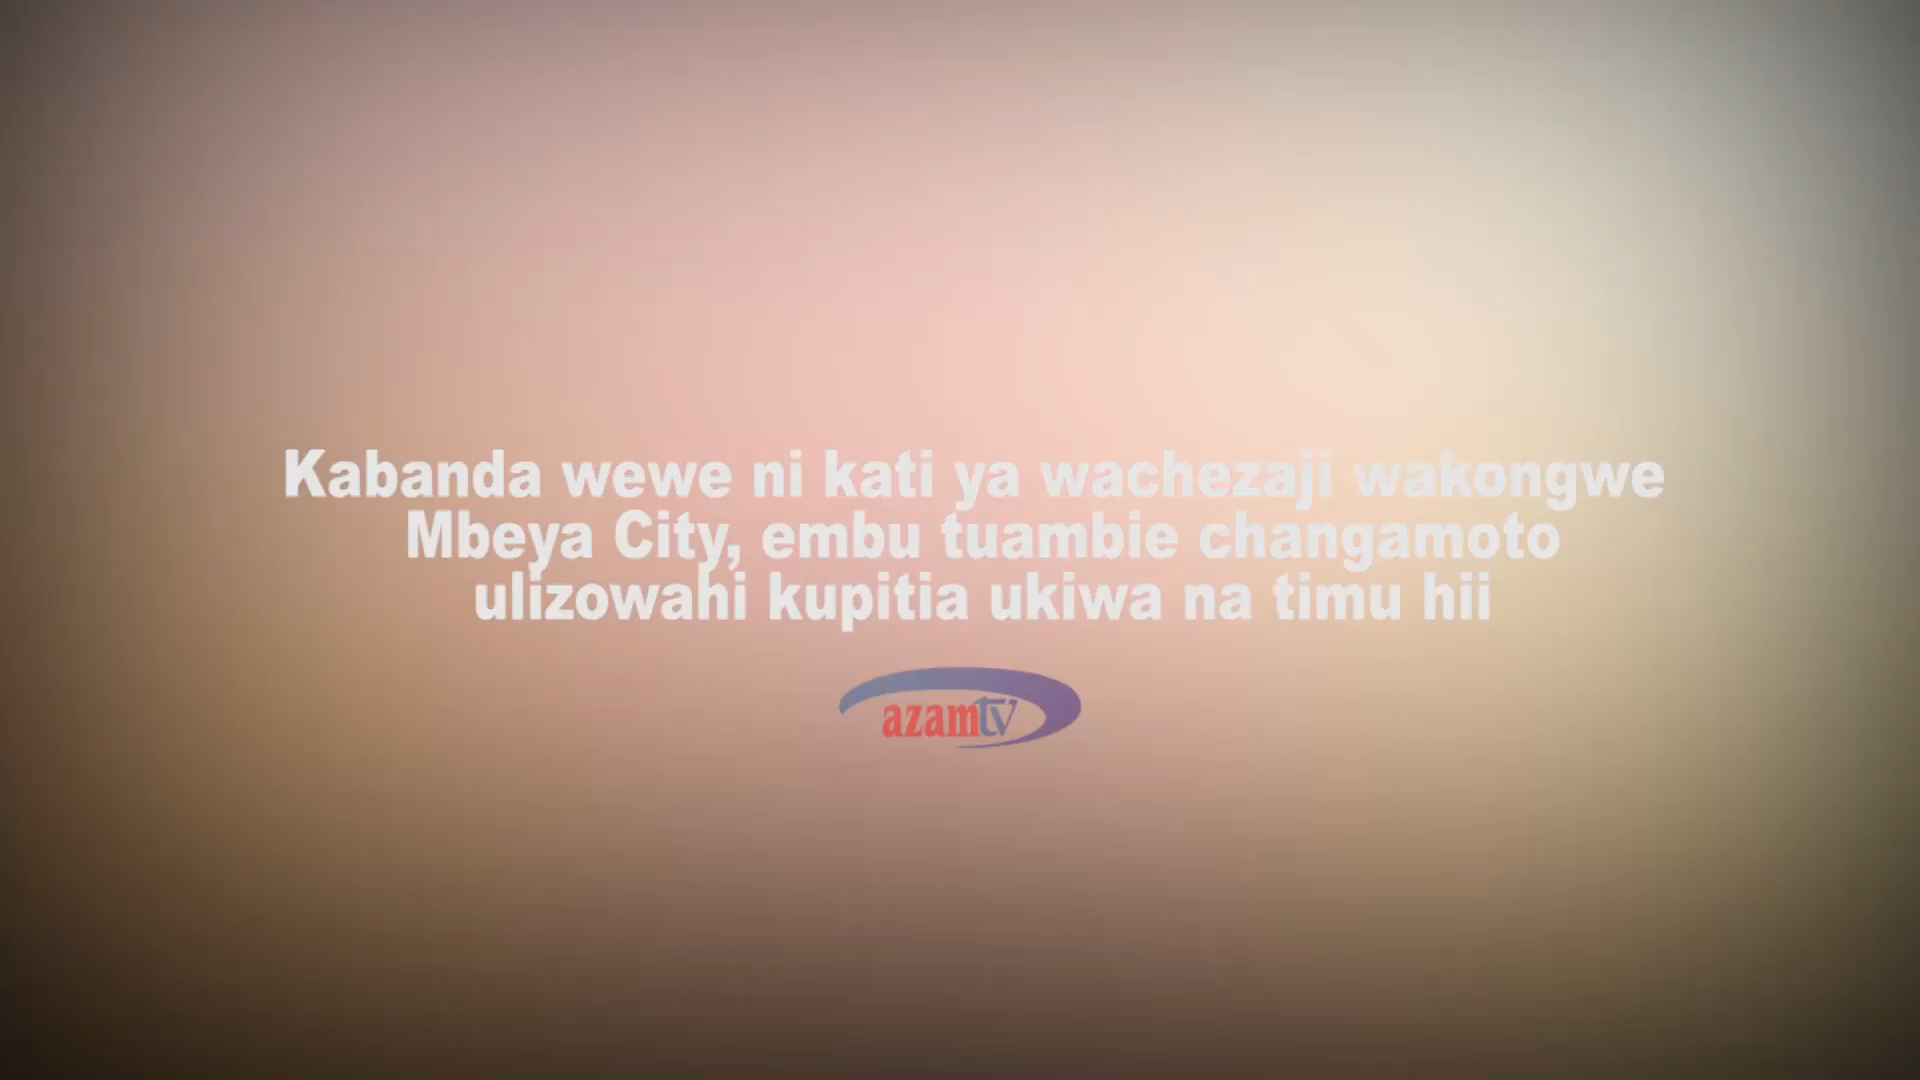 Kabanda wewe ni kati ya wachezaji wakongwe
Mbeya City, embu tuambie changamoto
ulizowahi kupitia ukiwa na timu hii
azamtv